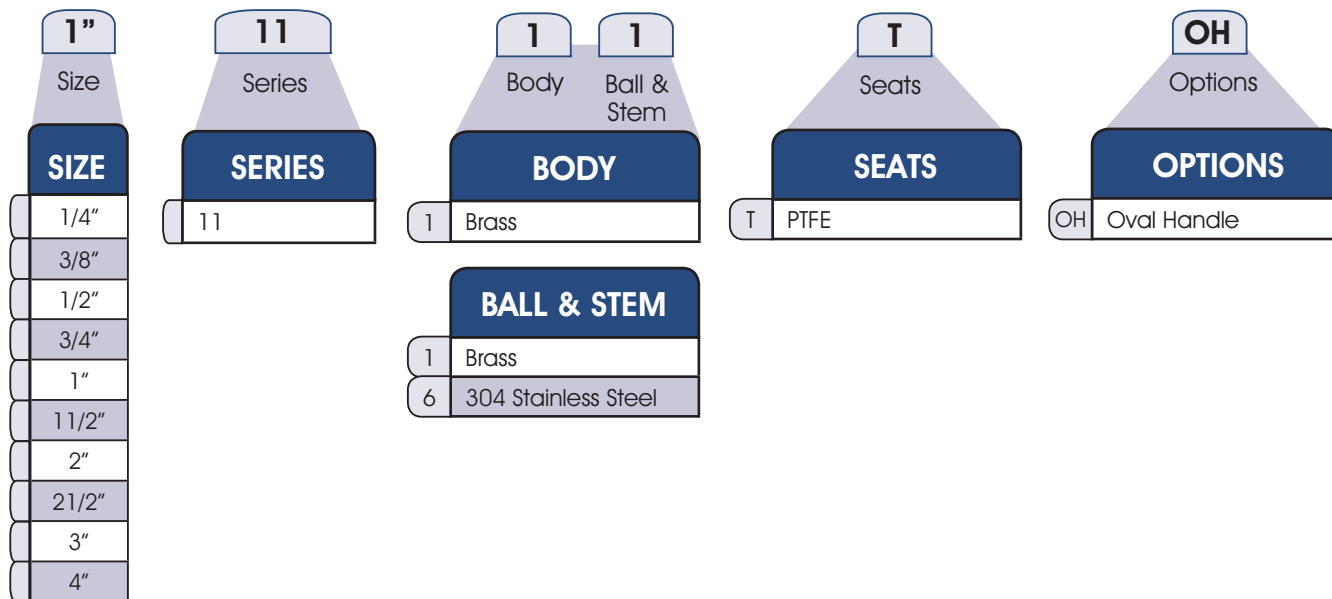 1” 11 1 1 T OH
Size Series Body Ball & Stem Seats Options
SIZE
1/4”
3/8”
1/2”
3/4”
1”
11/2”
2”
21/2”
3”
4”
SERIES
11
BODY
1 Brass
BALL & STEM
1 Brass
6 304 Stainless Steel
SEATS
T PTFE
OPTIONS
OH Oval Handle